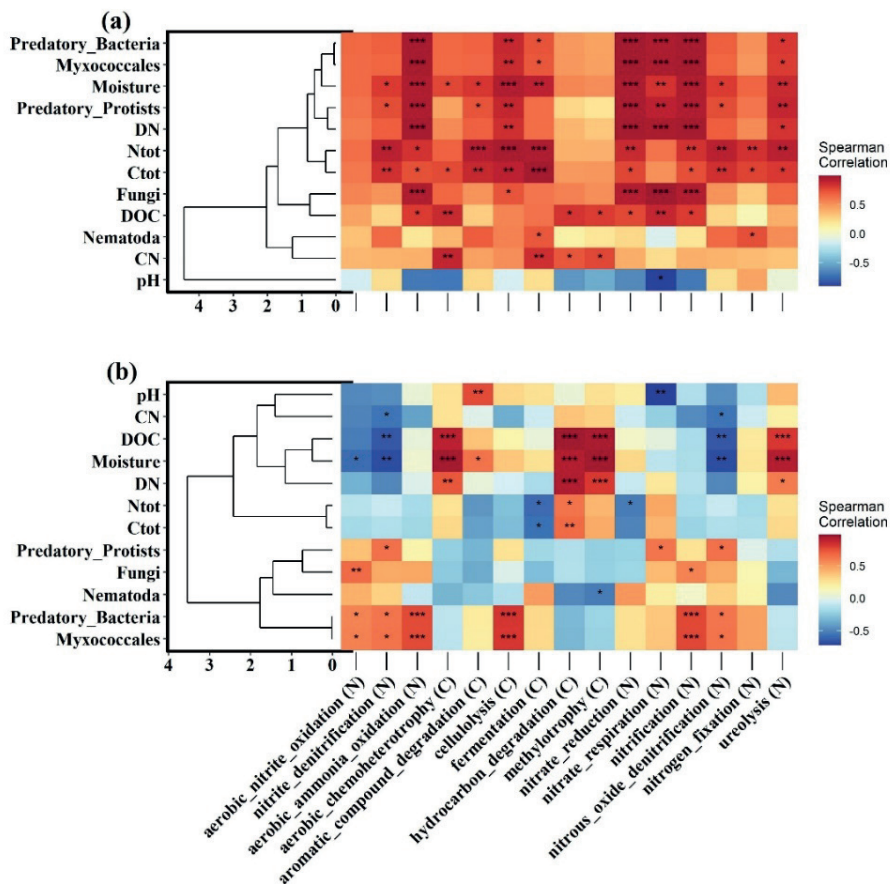 (a)
Predatory_Bacteria *** ** * *** *** *** *
Myxococcales *** ** * *** *** *** *
Moisture * *** * * *** ** *** ** *** * **
Predatory_Protists * *** * ** *** ** *** * **
DN *** ** *** *** *** *
Ntot ** * *** *** *** ** ** ** ** **
Ctot ** * * ** ** *** * * ** * *
Fungi *** * *** *** ***
DOC * ** * * * ** *
Nematoda * *
CN ** ** * *
pH *
4 3 2 1 0
Spearman
Correlation
0.5
0.0
-0.5
(b)
pH ** **
CN * *
DOC ** *** *** *** ** ***
Moisture * ** *** * *** *** ** ***
DN ** *** *** *
Ntot * * *
Ctot * **
Predatory_Protists * * *
Fungi ** *
Nematoda *
Predatory_Bacteria * * *** *** *** *
Myxococcales * * *** *** *** *
4 3 2 1 0
Spearman
Correlation
0.5
0.0
-0.5
aerobic_nitrite_oxidation (N)
nitrite_denitrification (N)
aerobic_ammonia_oxidation (N)
aerobic_chemoheterotrophy (C)
aromatic_compound_degradation (C)
cellulolysis (C)
fermentation (C)
hydrocarbon_degradation (C)
methylotrophy (C)
nitrate_reduction (N)
nitrate_respiration (N)
nitrification (N)
nitrous_oxide_denitrification (N)
nitrogen_fixation (N)
ureolysis (N)